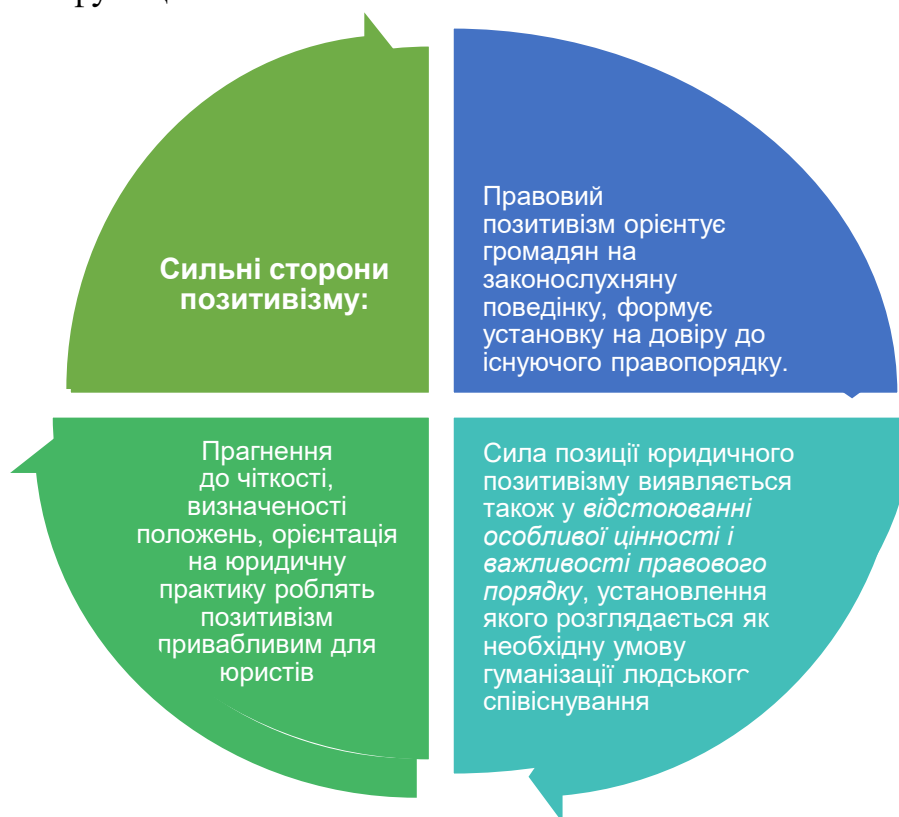 Сильні сторони
позитивізму:
Правовий
позитивізм орієнтує
громадян на
законослухняну
поведінку, формує
установку на довіру до
існуючого правопорядку.
Сила позиції юридичного
позитивізму виявляється
також у відстоюванні
особливої цінності і
важливості правового
порядку, установлення
якого розглядається як
необхідну умову
гуманізації людського
співіснування
Прагнення
до чіткості,
визначеності
положень, орієнтація
на юридичну
практику роблять
позитивізм
привабливим для
юристів